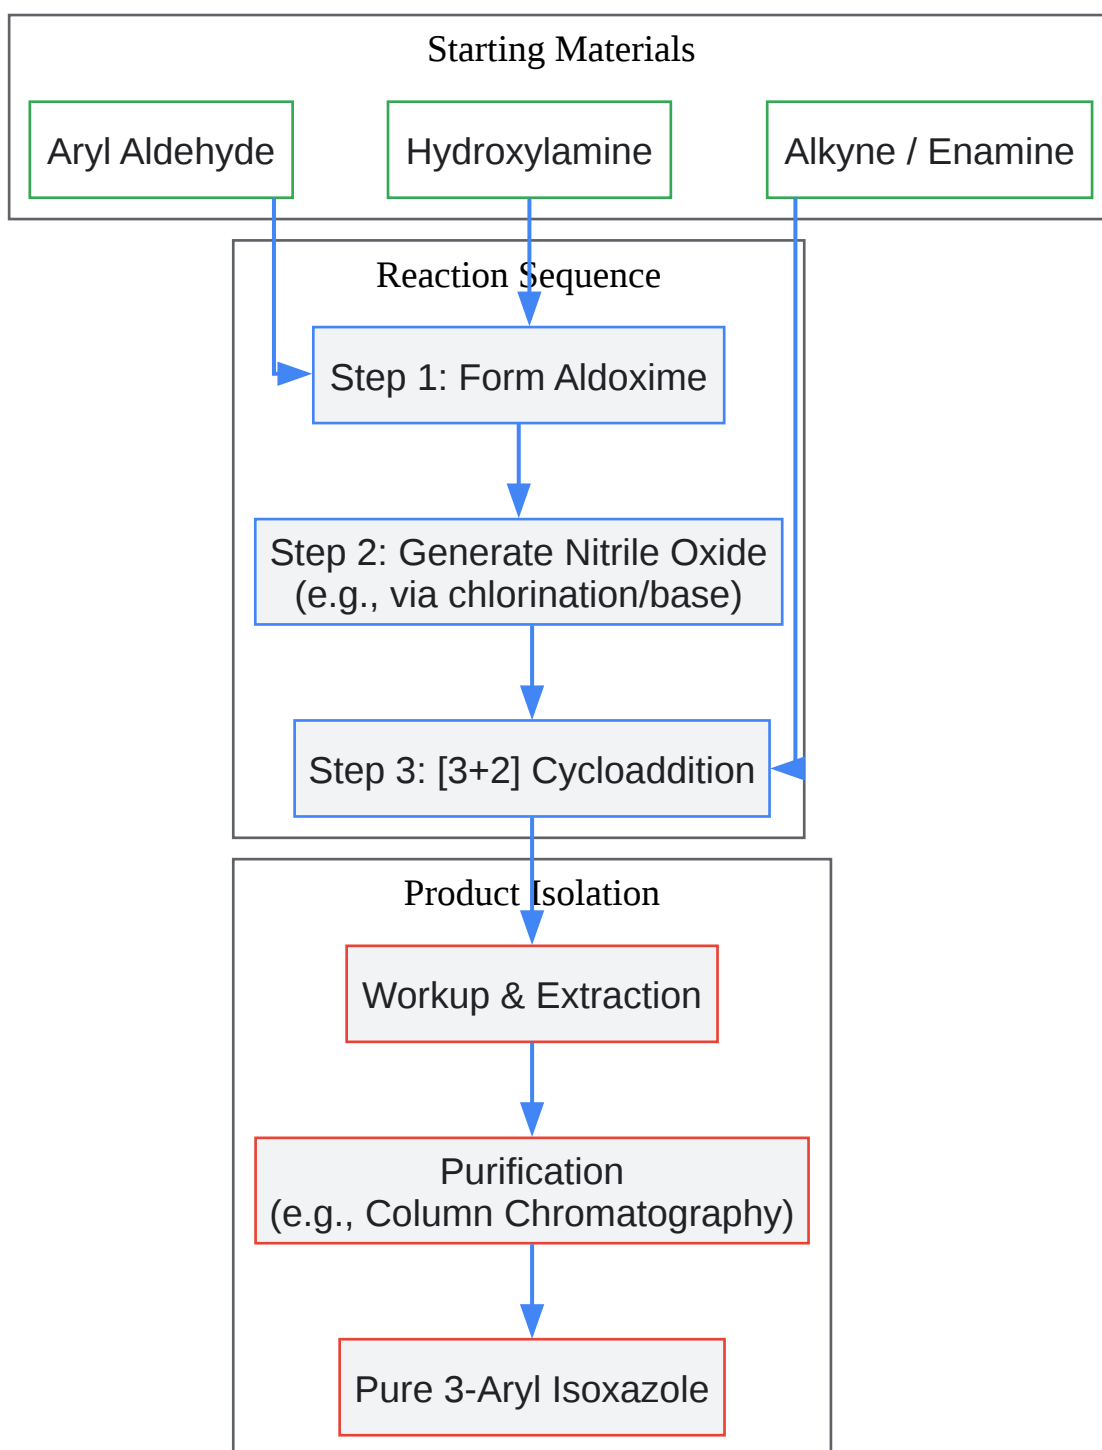 Starting Materials
Aryl Aldehyde
Hydroxylamine
Alkyne / Enamine
Reaction Sequence
Step 1: Form Aldoxime
Step 2: Generate Nitrile Oxide
(e.g., via chlorination/base)
Step 3: [3+2] Cycloaddition
Product Isolation
Workup & Extraction
Purification
(e.g., Column Chromatography)
Pure 3-Aryl Isoxazole